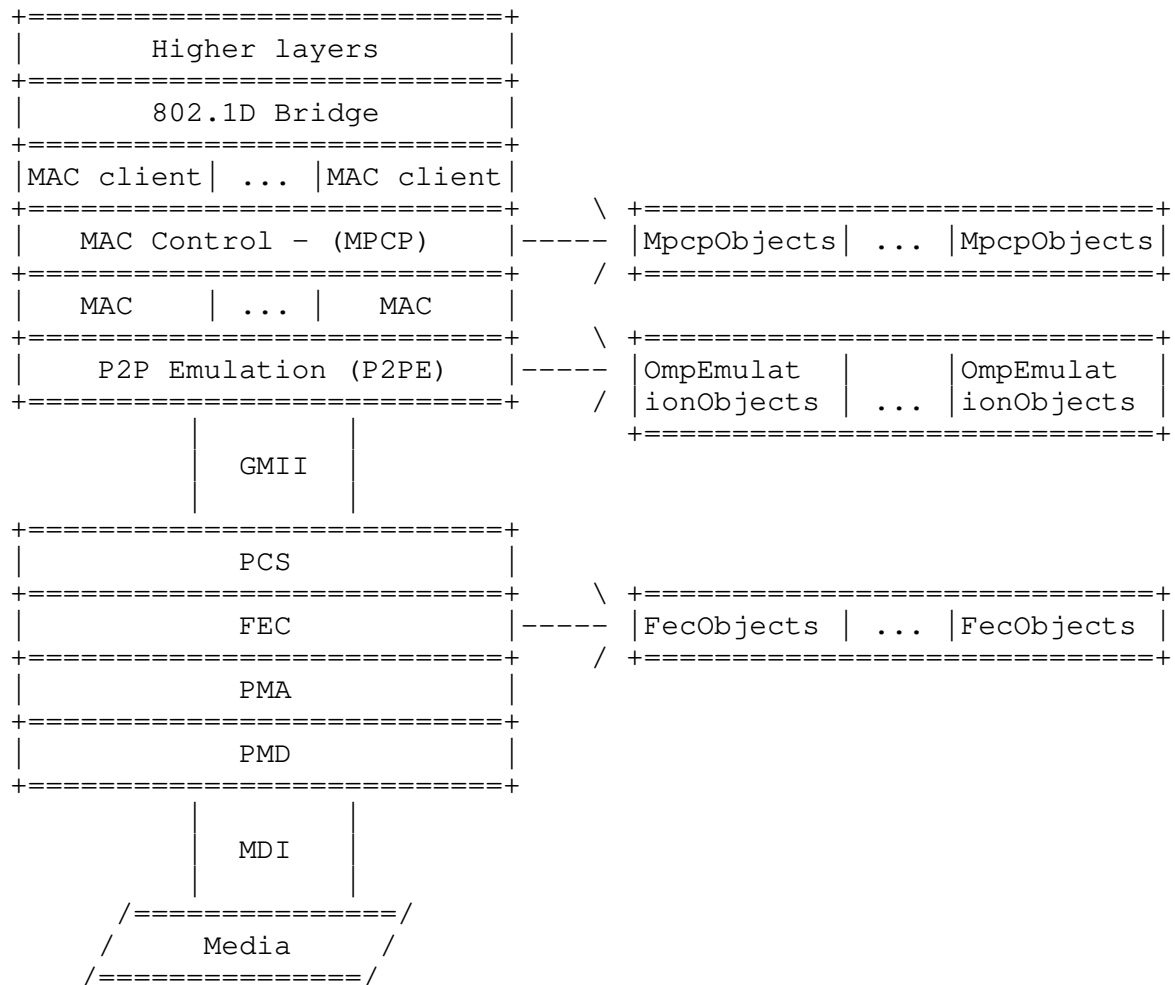 Higher layers
802.1D Bridge
MAC client ... MAC client
MAC Control - (MPCP) MpcpObjects ... MpcpObjects
MAC ... MAC
P2P Emulation (P2PE) OmpEmulat OmpEmulat
ionObjects ... ionObjects
GMII
PCS
FEC FecObjects ... FecObjects
PMA
PMD
MDI
Media